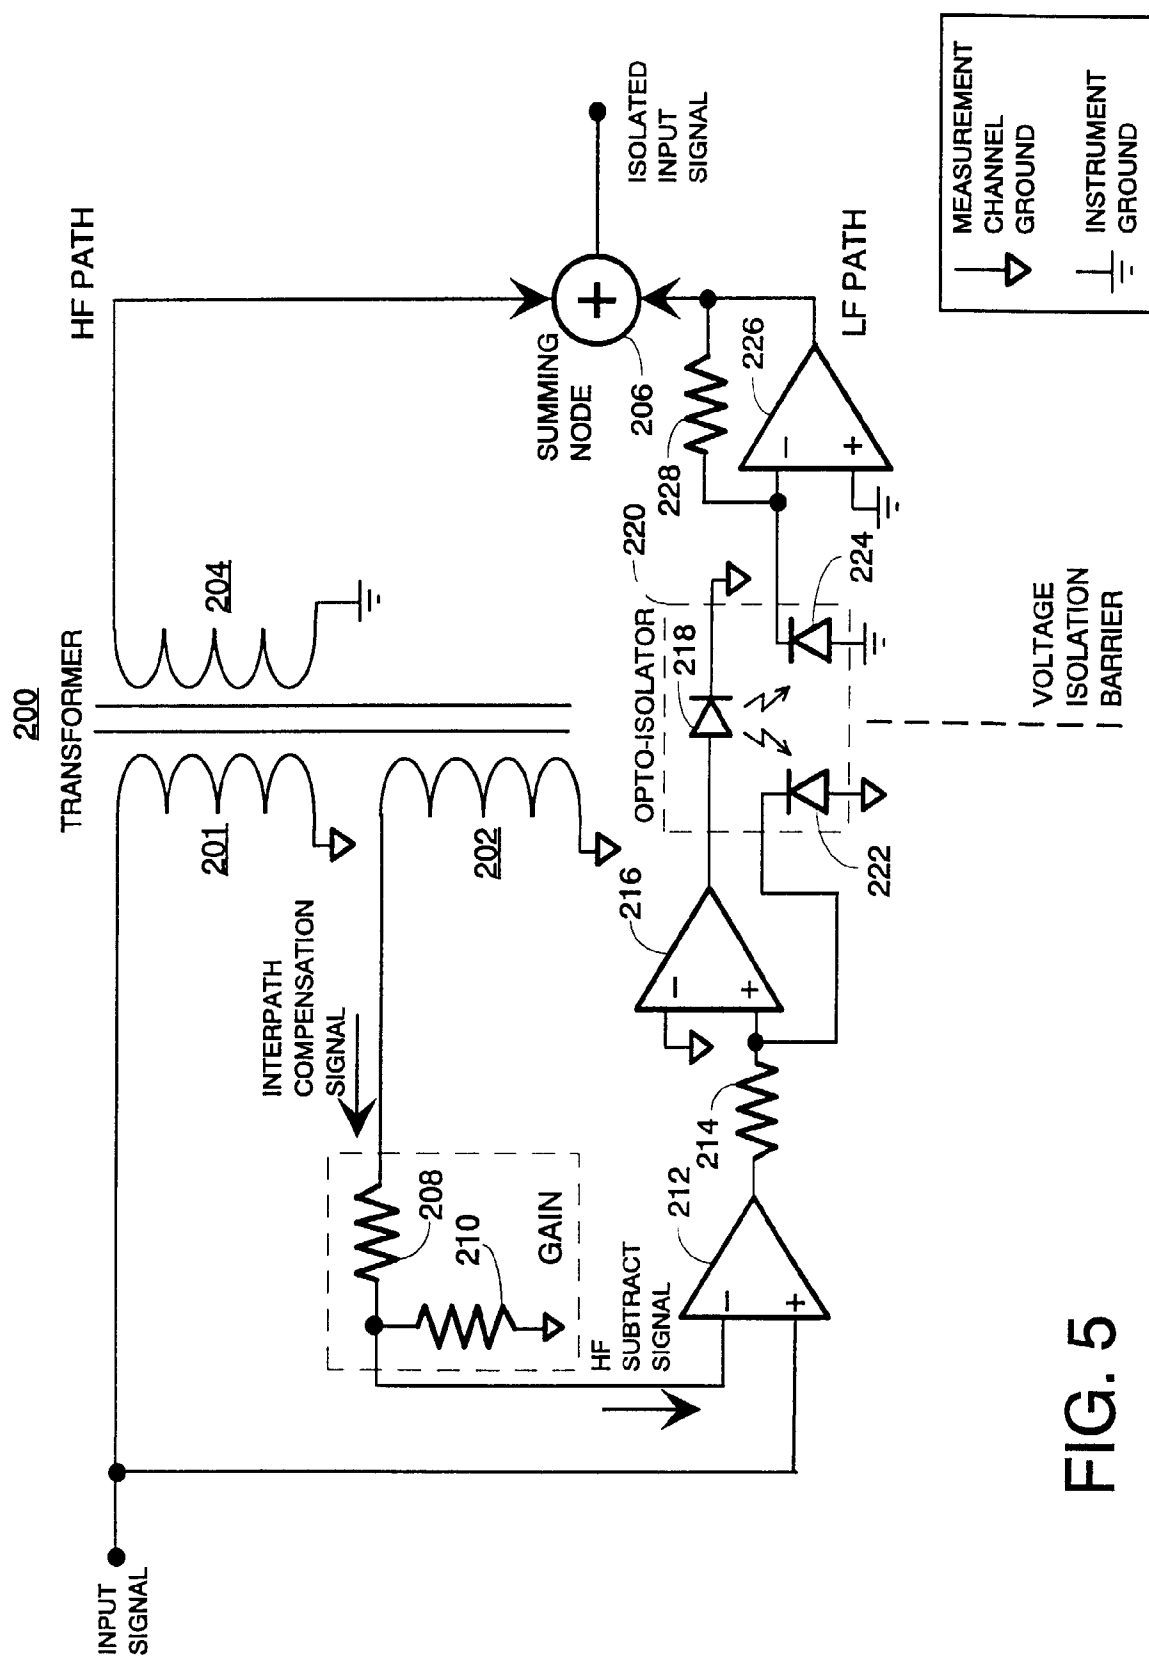 200
TRANSFORMER
201
204
202
HF PATH
INPUT
SIGNAL
INTERPATH
COMPENSATION
SIGNAL
208
210
GAIN
HF
SUBTRACT
SIGNAL
SUMMING
NODE
206
ISOLATED
INPUT
SIGNAL
+
OPTO-ISOLATOR
220
218
216
-
+
212
-
+
214
222
224
228
226
-
+
LF PATH
VOLTAGE
ISOLATION
BARRIER
MEASUREMENT
CHANNEL
GROUND
INSTRUMENT
GROUND
FIG. 5